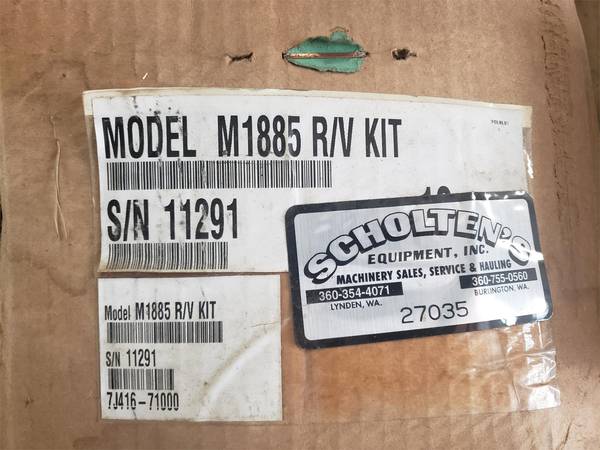 MODEL M1885 R/V KIT
S/N 11291
SCHOLTEN'S
EQUIPMENT, INC.
MACHINERY SALES, SERVICE & HAULING
360-354-4071 360-755-0560
LYNDEN, WA. BURLINGTON, WA.
27035
Model M1885 R/V KIT
S/N 11291
7J416-71000